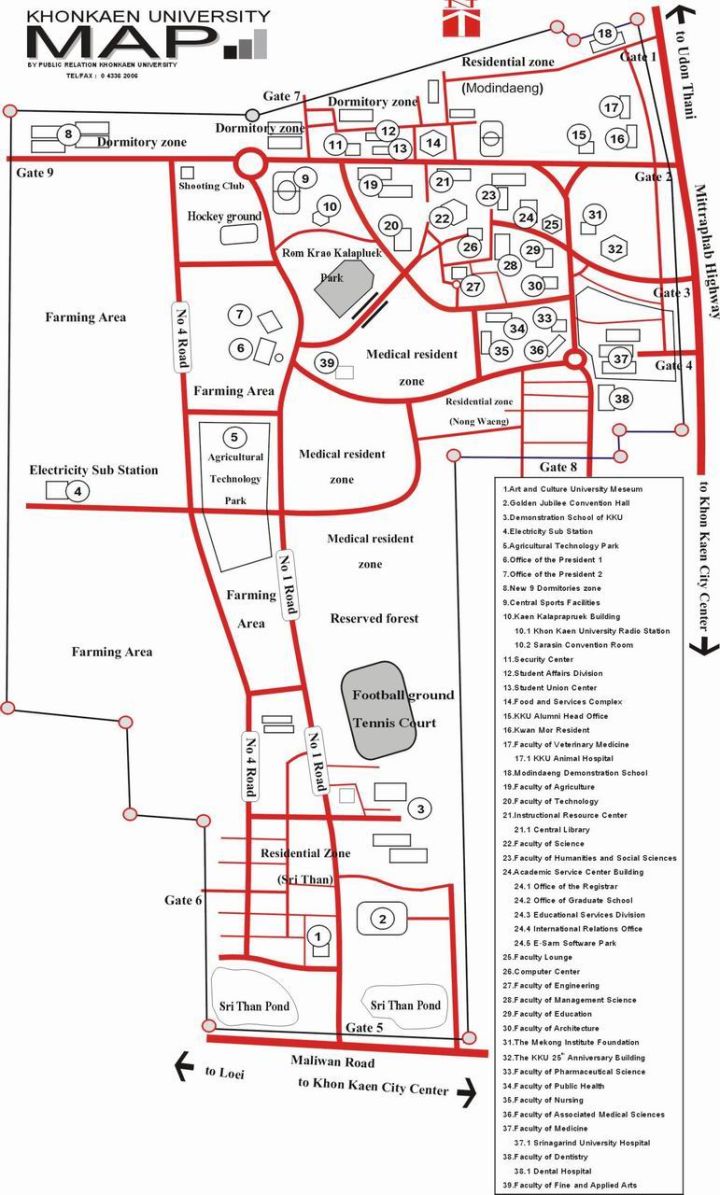 KHONKAEN UNIVERSITY
MAP
BY PUBLIC RELATION KHONKAEN UNIVERSITY
TEL/FAX : 0 4336 2006
N
18
Gate 1
to Udon Thani
Residential zone
(Modindaeng)
Gate 7
Dormitory zone
17
8
Dormitory zone
Dormitory zone
12
11
13
14
15
16
Gate 9
Gate 2
Shooting Club
9
19
21
23
Hockey ground
10
20
22
24
25
31
Mittraphab Highway
Rom Krao Kalapluek
Park
26
29
28
32
27
30
Gate 3
Farming Area
No 4 Road
7
6
34
33
39
Medical resident
zone
35
36
37
Gate 4
Farming Area
38
Residential zone
(Nong Waeng)
5
Agricultural
Technology
Park
Medical resident
zone
Electricity Sub Station
4
Gate 8
to Khon Kaen City Center
Medical resident
zone
No 1 Road
Farming
Area
Reserved forest
Farming Area
Football ground
Tennis Court
No 4 Road
No 1 Road
3
Residential Zone
(Sri Than)
Gate 6
2
1
Sri Than Pond
Sri Than Pond
Gate 5
Maliwan Road
to Loei
to Khon Kaen City Center
1.Art and Culture University Meseum
2.Golden Jubilee Convention Hall
3.Demonstration School of KKU
4.Electricity Sub Station
5.Agricultural Technology Park
6.Office of the President 1
7.Office of the President 2
8.New 9 Dormitories zone
9.Central Sports Facilities
10.Kaen Kalaprapruek Building
10.1 Khon Kaen University Radio Station
10.2 Sarasin Convention Room
11.Security Center
12.Student Affairs Division
13.Student Union Center
14.Food and Services Complex
15.KKU Alumni Head Office
16.Kwan Mor Resident
17.Faculty of Veterinary Medicine
17.1 KKU Animal Hospital
18.Modindaeng Demonstration School
19.Faculty of Agriculture
20.Faculty of Technology
21.Instructional Resource Center
21.1 Central Library
22.Faculty of Science
23.Faculty of Humanities and Social Sciences
24.Academic Service Center Building
24.1 Office of the Registrar
24.2 Office of Graduate School
24.3 Educational Services Division
24.4 International Relations Office
24.5 E-Sarn Software Park
25.Faculty Lounge
26.Computer Center
27.Faculty of Engineering
28.Faculty of Management Science
29.Faculty of Education
30.Faculty of Architecture
31.The Mekong Institute Foundation
32.The KKU 25th Anniversary Building
33.Faculty of Pharmaceutical Science
34.Faculty of Public Health
35.Faculty of Nursing
36.Faculty of Associated Medical Sciences
37.Faculty of Medicine
37.1 Srinagarind University Hospital
38.Faculty of Dentistry
38.1 Dental Hospital
39.Faculty of Fine and Applied Arts